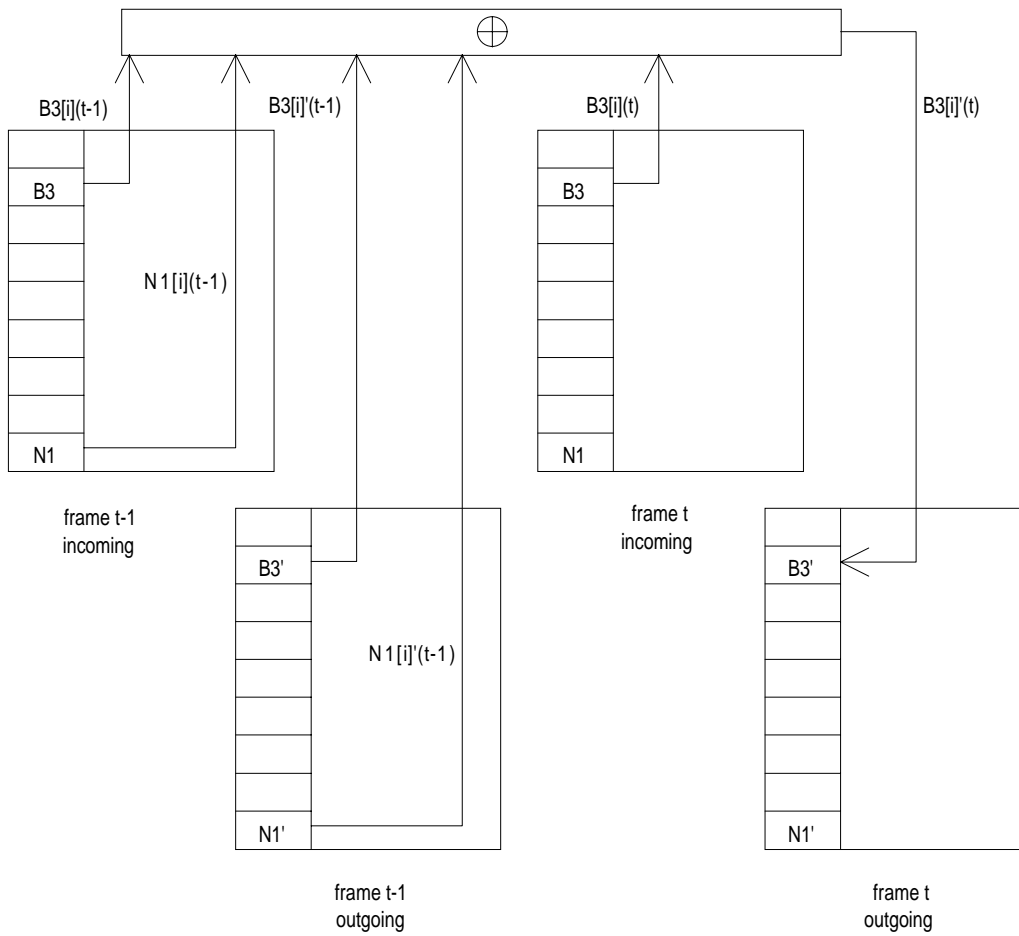 B3[i](t-1)
B3[i]'(t-1)
B3[i](t)
B3[i]'(t)
B3
N1[i](t-1)
N1
frame t-1
incoming
B3
N1
frame t
incoming
B3'
N1[i]'(t-1)
N1'
frame t-1
outgoing
B3'
N1'
frame t
outgoing